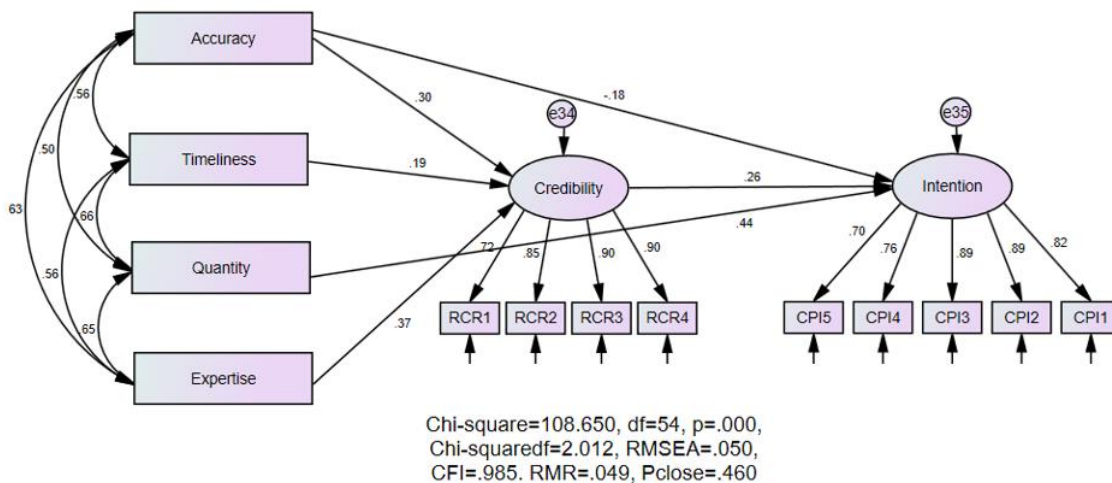 Accuracy
-.18
.56
.30
e34
e35
.50
Timeliness
.19
Credibility
.26
Intention
63
66
.44
.72
.85
.90
.90
.70
.76
.89
.89
.82
Quantity
.56
RCR1
RCR2
RCR3
RCR4
CPI5
CPI4
CPI3
CPI2
CPI1
65
.37
Expertise
Chi-square=108.650, df=54, p=.000,
Chi-squaredf=2.012, RMSEA=.050,
CFI=.985. RMR=.049, Pclose=.460